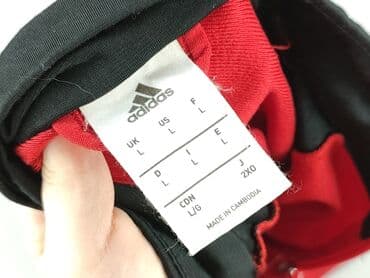 adidas
UK US F
L L L
D I E
L L L
CDN J
L/G 2XO
MADE IN CAMBODIA